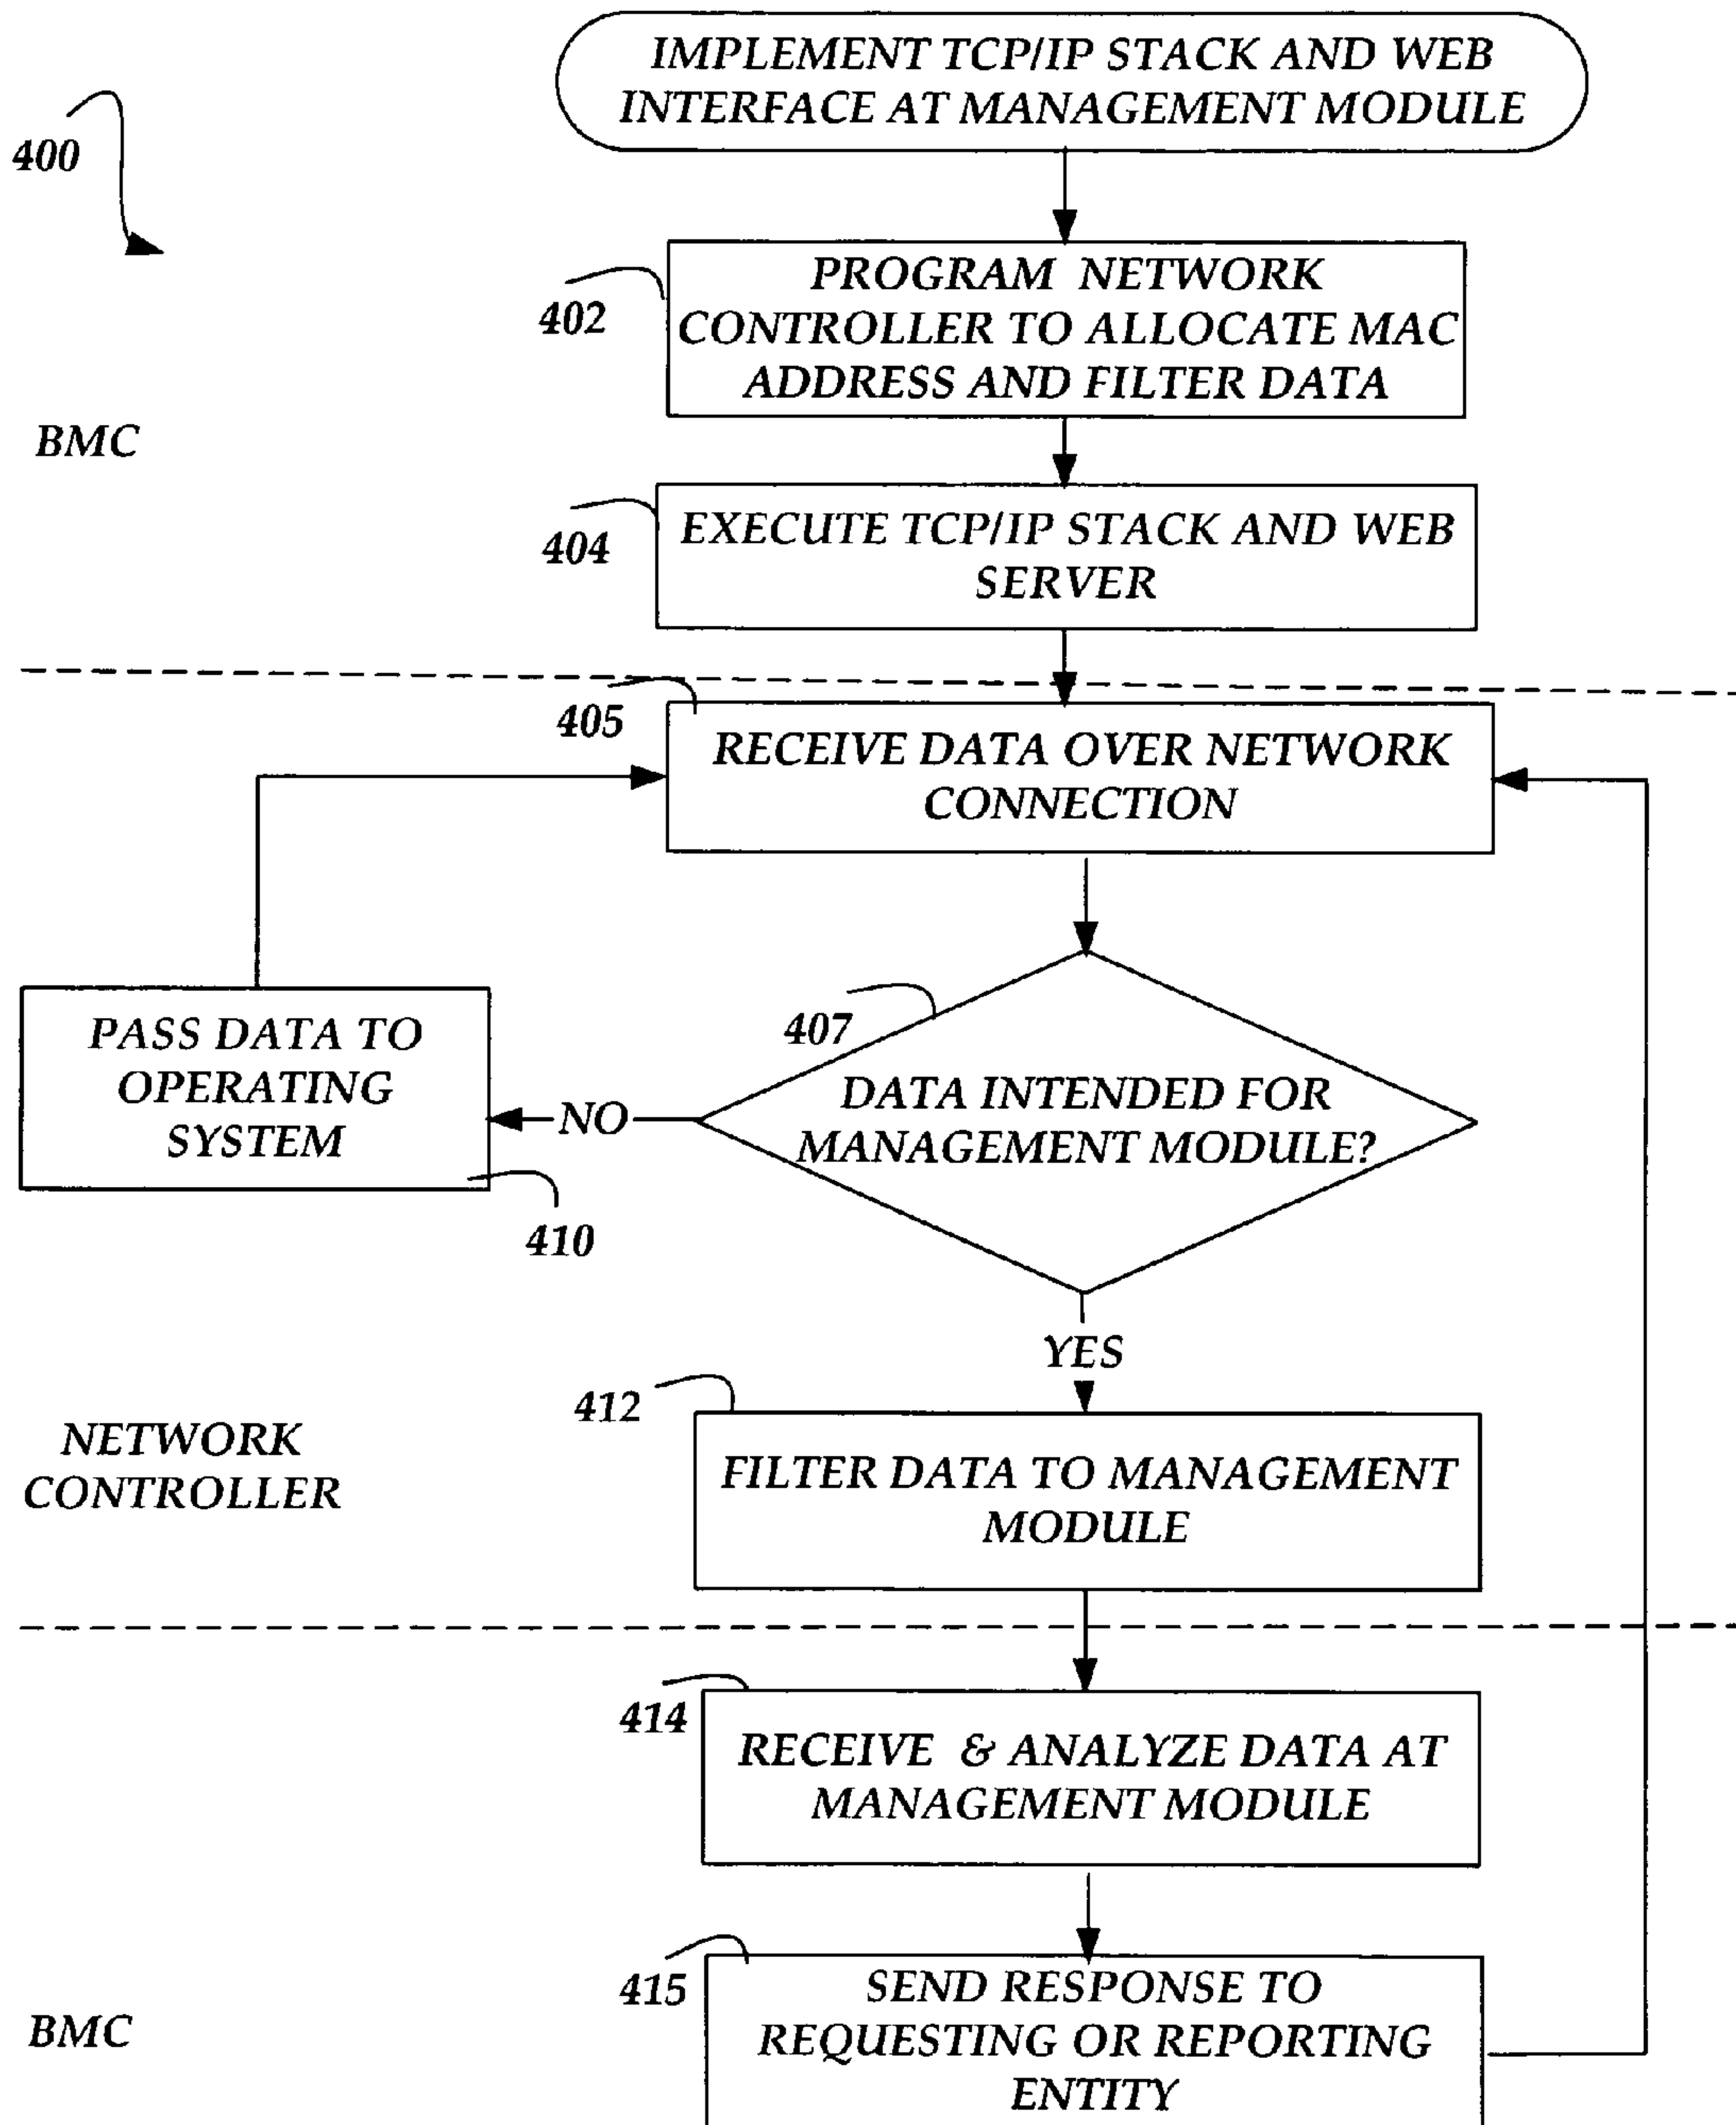 IMPLEMENT TCP/IP STACK AND WEB
INTERFACE AT MANAGEMENT MODULE
400
PROGRAM NETWORK
CONTROLLER TO ALLOCATE MAC
ADDRESS AND FILTER DATA
402
BMC
EXECUTE TCP/IP STACK AND WEB
SERVER
404
405
RECEIVE DATA OVER NETWORK
CONNECTION
407
PASS DATA TO
OPERATING
SYSTEM
NO
DATA INTENDED FOR
MANAGEMENT MODULE?
410
YES
412
NETWORK
CONTROLLER
FILTER DATA TO MANAGEMENT
MODULE
414
RECEIVE & ANALYZE DATA AT
MANAGEMENT MODULE
415
SEND RESPONSE TO
REQUESTING OR REPORTING
ENTITY
BMC